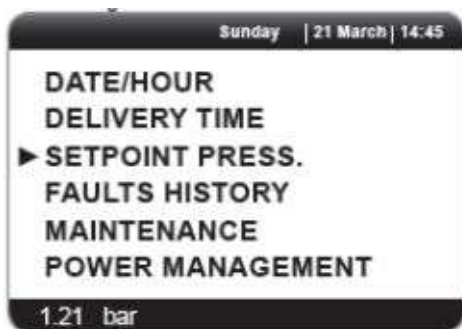 Sunday | 21 March | 14:45
DATE/HOUR
DELIVERY TIME
►SETPOINT PRESS.
FAULTS HISTORY
MAINTENANCE
POWER MANAGEMENT
1.21 bar